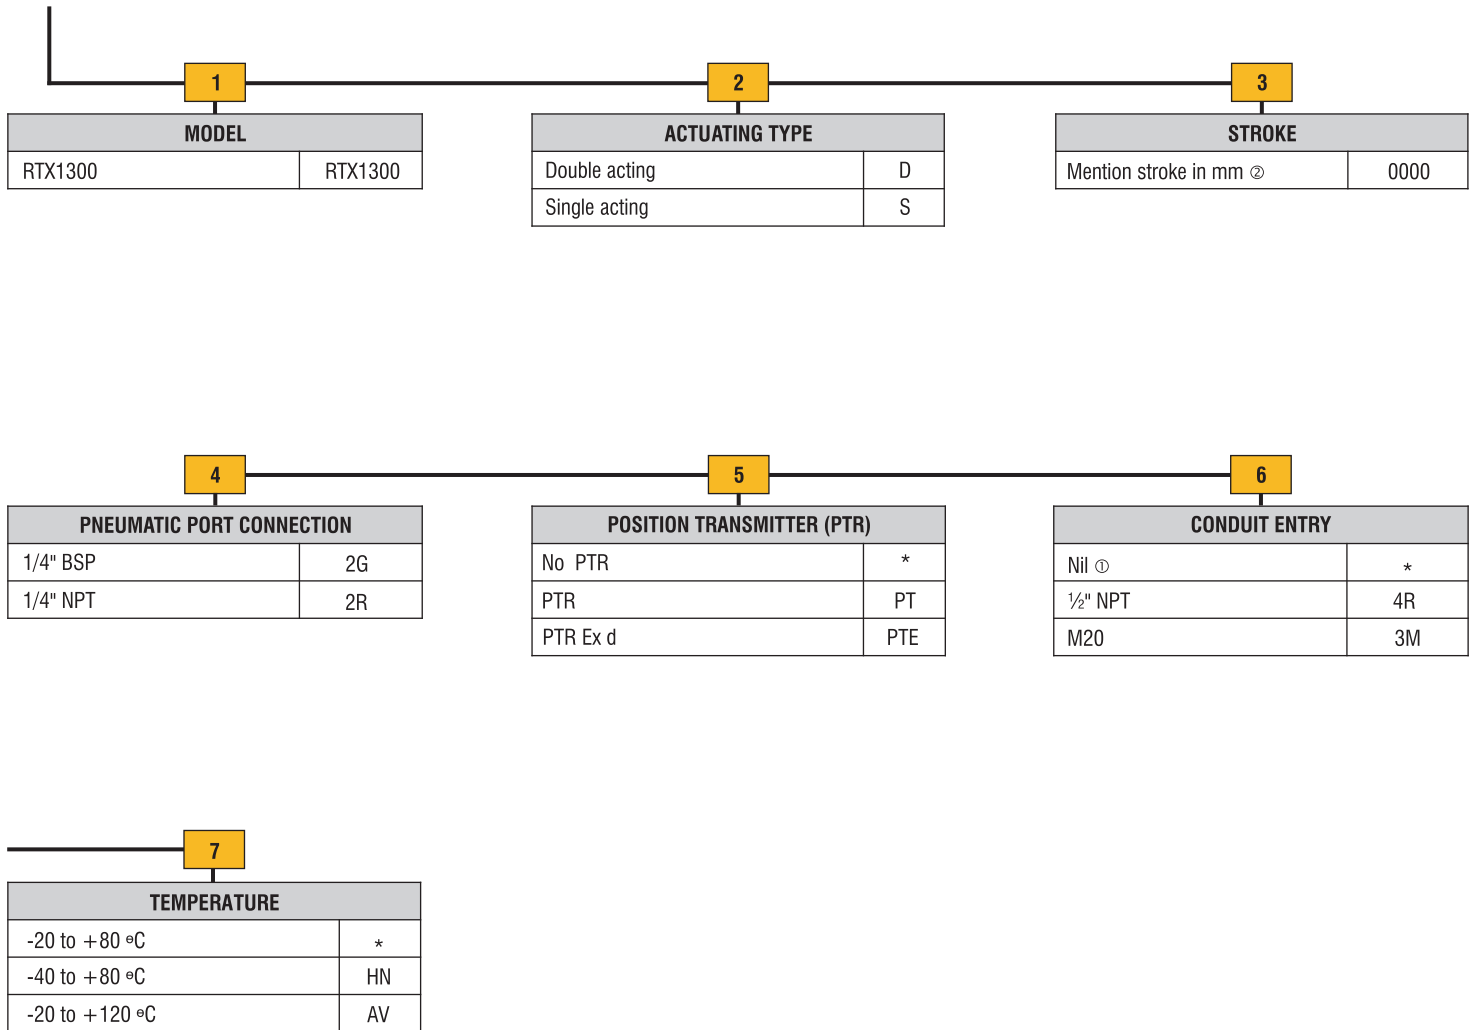 1 2 3
MODEL
RTX1300 RTX1300
ACTUATING TYPE
Double acting D
Single acting S
STROKE
Mention stroke in mm ② 0000
4 5 6
PNEUMATIC PORT CONNECTION
1/4" BSP 2G
1/4" NPT 2R
POSITION TRANSMITTER (PTR)
No PTR *
PTR PT
PTR Ex d PTE
CONDUIT ENTRY
Nil ① *
½" NPT 4R
M20 3M
7
TEMPERATURE
-20 to +80 ºC *
-40 to +80 ºC HN
-20 to +120 ºC AV